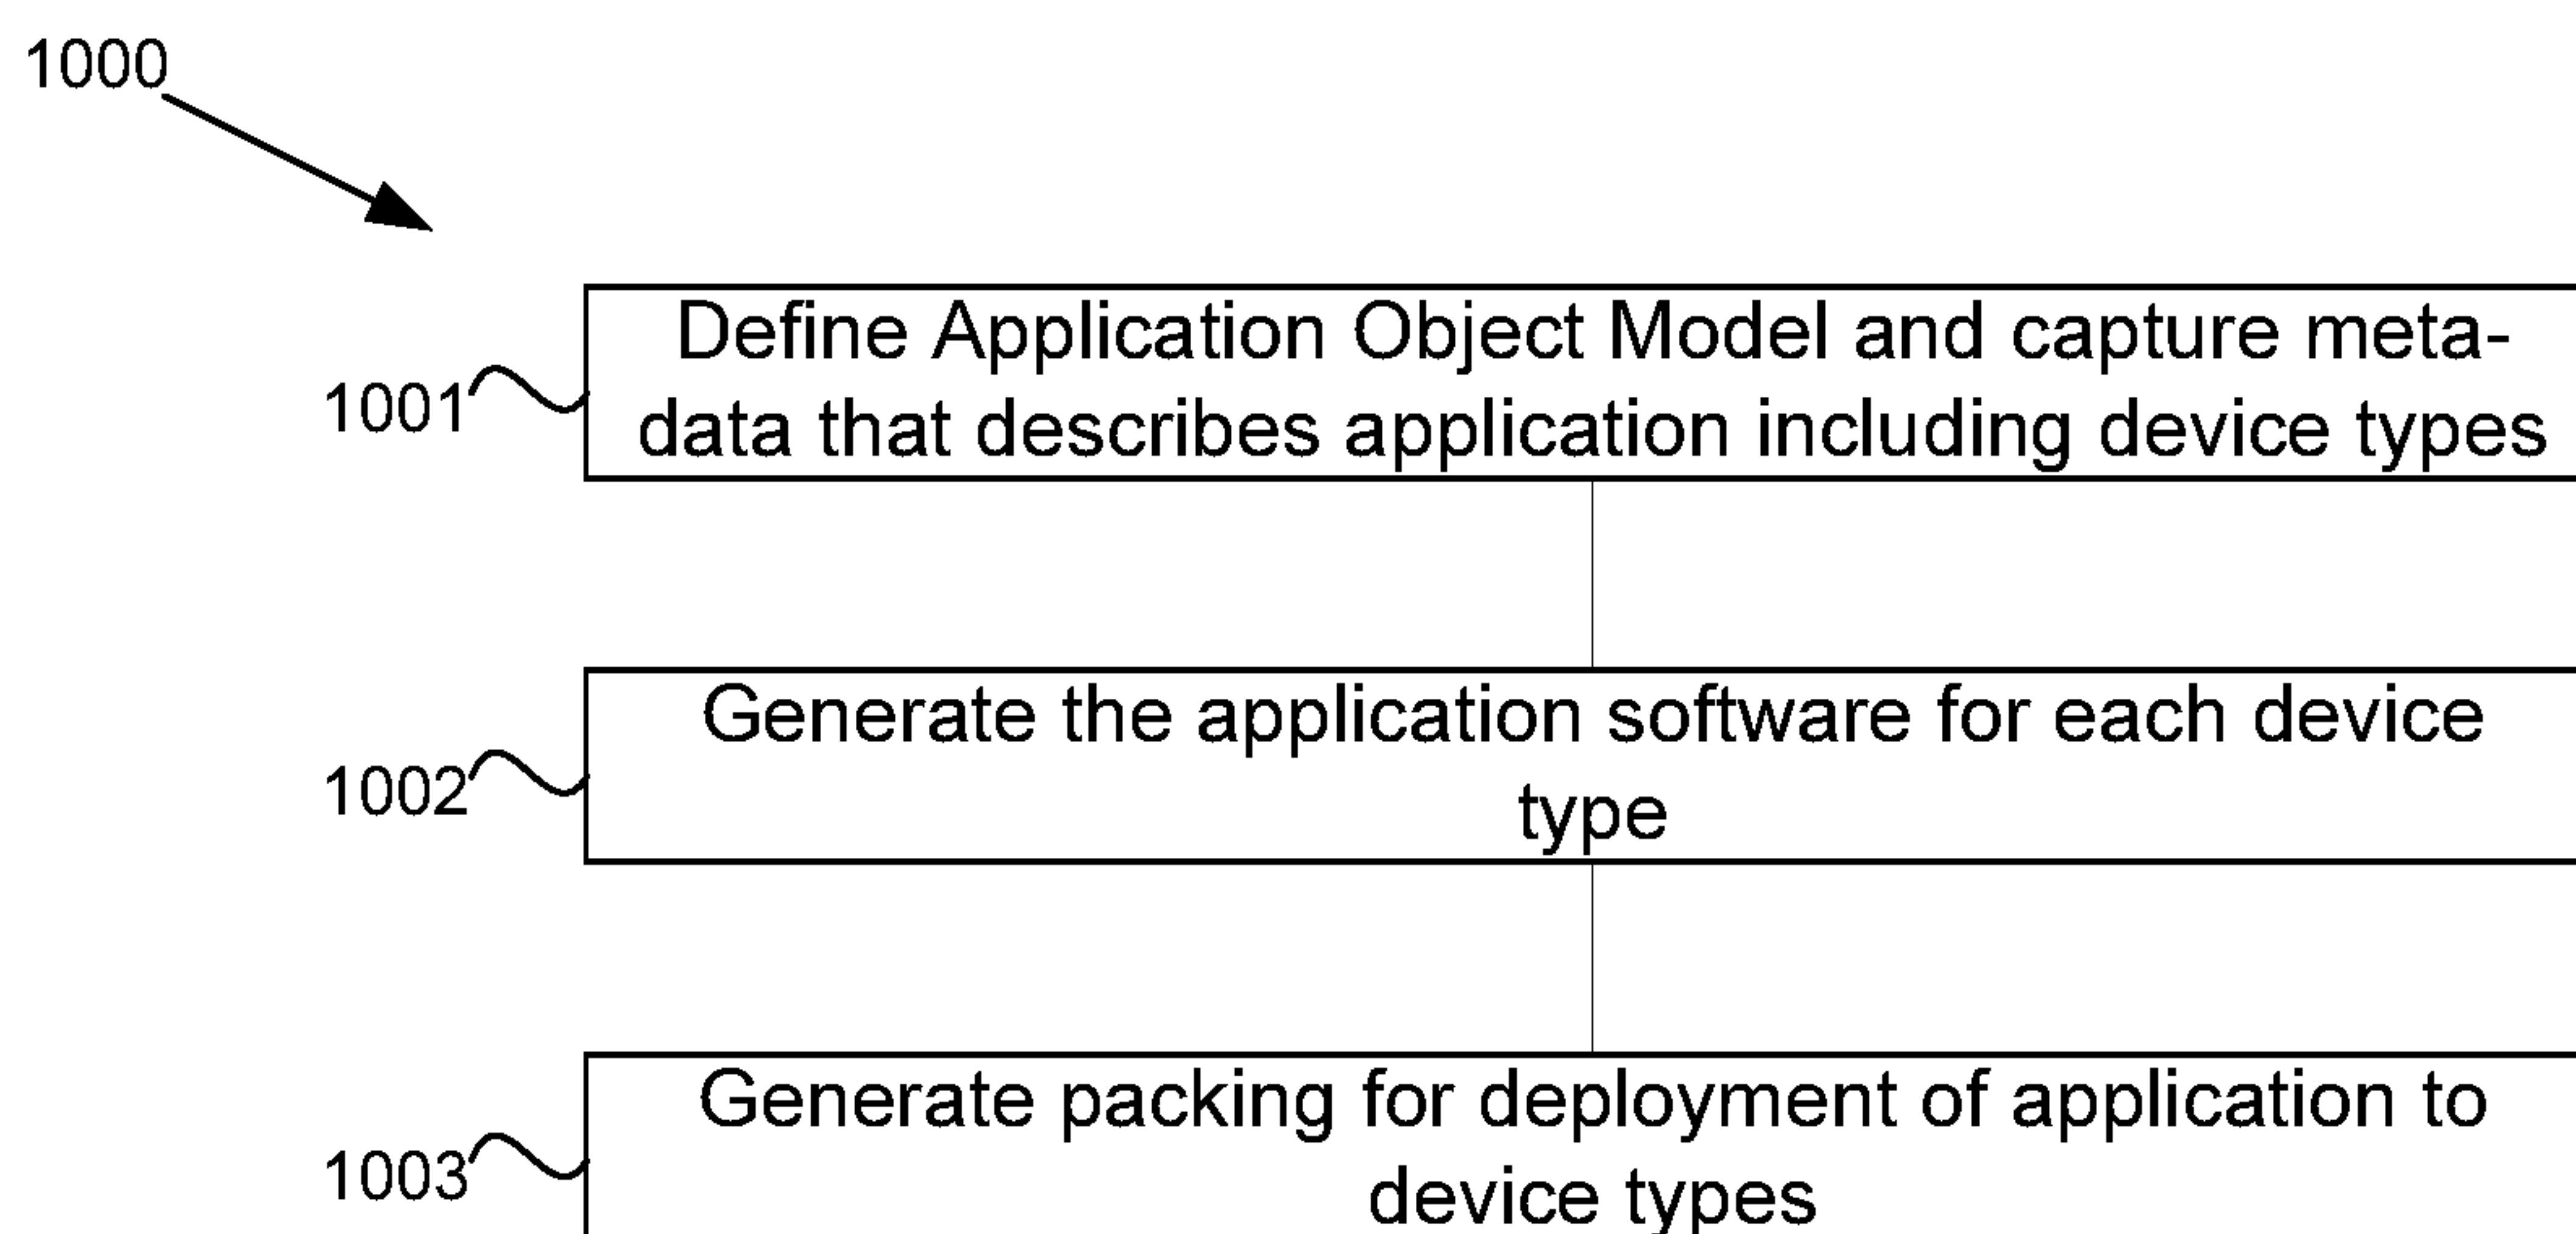 1000
Define Application Object Model and capture meta-
1001
data that describes application including device types
Generate the application software for each device
1002
type
Generate packing for deployment of application to
1003
device types